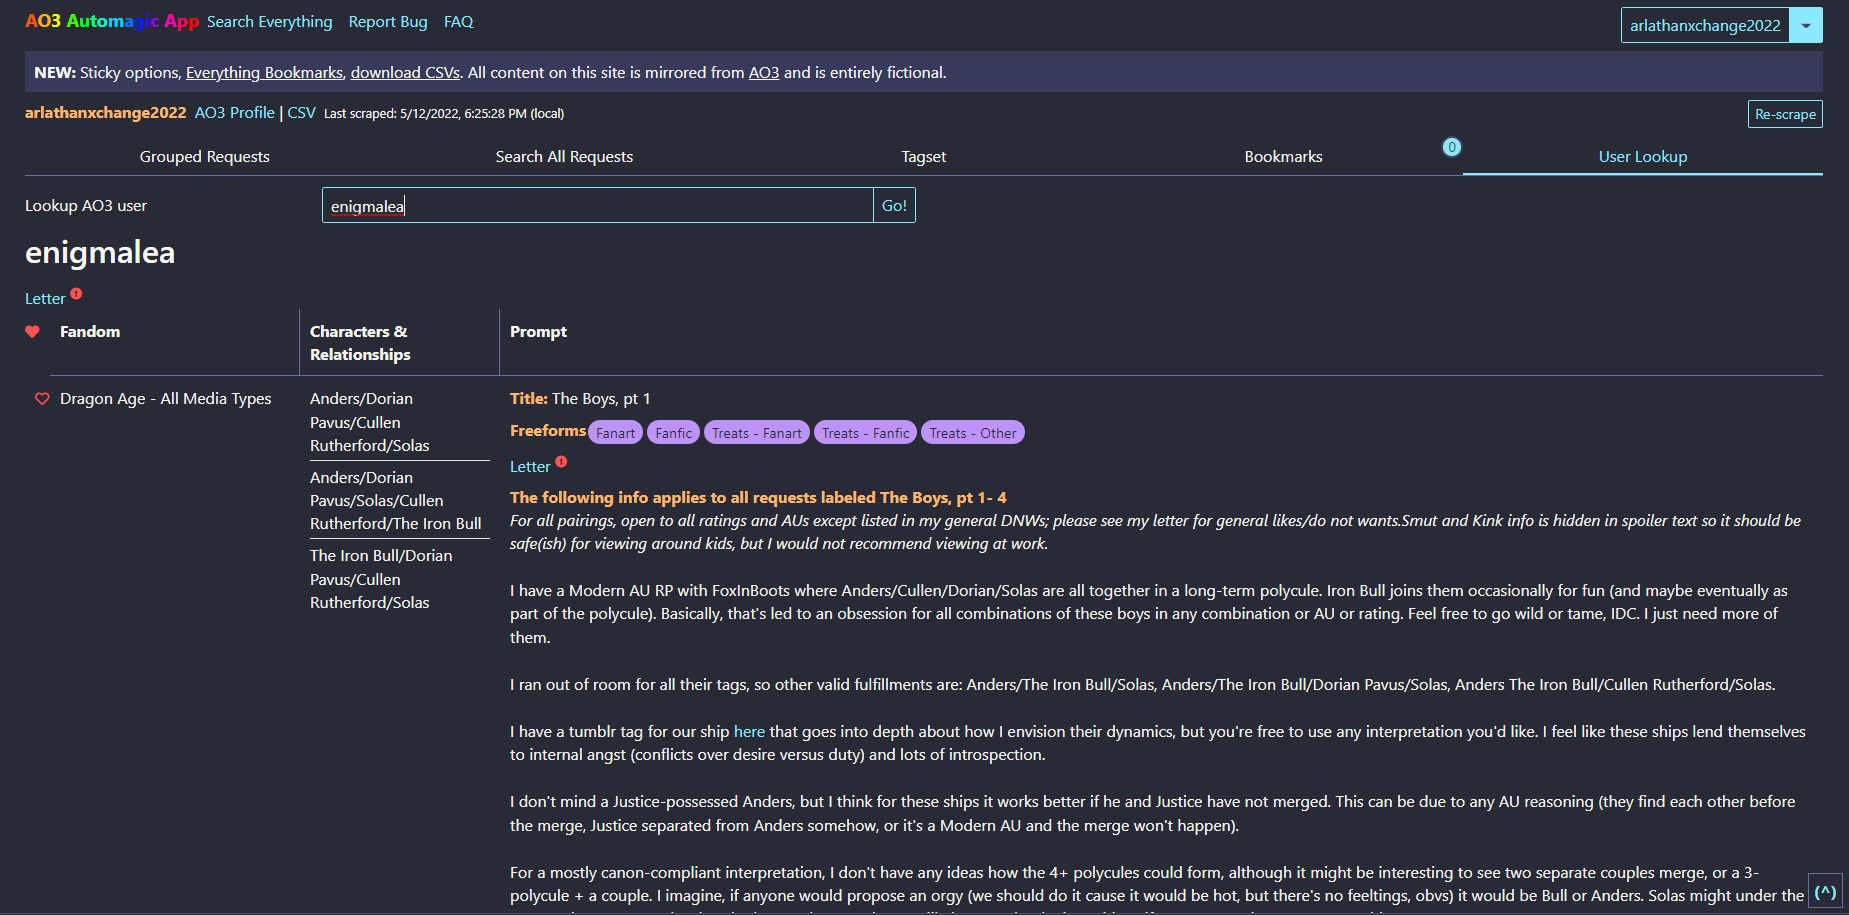 AO3 Automagic App Search Everything Report Bug FAQ
arlathanxchange2022
NEW: Sticky options, Everything Bookmarks, download CSVs. All content on this site is mirrored from AO3 and is entirely fictional.
arlathanxchange2022 AO3 Profile | CSV Last scraped: 5/12/2022, 6:25:28 PM (local)
Re-scrape
Grouped Requests Search All Requests Tagset Bookmarks 0 User Lookup
Lookup AO3 user enigmalea Go!
enigmalea
Letter
Fandom
Characters &
Relationships
Prompt
Dragon Age - All Media Types
Anders/Dorian
Pavus/Cullen
Rutherford/Solas
Anders/Dorian
Pavus/Solas/Cullen
Rutherford/The Iron Bull
The Iron Bull/Dorian
Pavus/Cullen
Rutherford/Solas
Title: The Boys, pt 1
Freeforms Fanart Fanfic Treats - Fanart Treats - Fanfic Treats - Other
Letter
The following info applies to all requests labeled The Boys, pt 1- 4
For all pairings, open to all ratings and AUs except listed in my general DNWs; please see my letter for general likes/do not wants.Smut and Kink info is hidden in spoiler text so it should be
safe(ish) for viewing around kids, but I would not recommend viewing at work.
I have a Modern AU RP with FoxInBoots where Anders/Cullen/Dorian/Solas are all together in a long-term polycule. Iron Bull joins them occasionally for fun (and maybe eventually as
part of the polycule). Basically, that's led to an obsession for all combinations of these boys in any combination or AU or rating. Feel free to go wild or tame, IDC. I just need more of
them.
I ran out of room for all their tags, so other valid fulfillments are: Anders/The Iron Bull/Solas, Anders/The Iron Bull/Dorian Pavus/Solas, Anders The Iron Bull/Cullen Rutherford/Solas.
I have a tumblr tag for our ship here that goes into depth about how I envision their dynamics, but you're free to use any interpretation you'd like. I feel like these ships lend themselves
to internal angst (conflicts over desire versus duty) and lots of introspection.
I don't mind a Justice-possessed Anders, but I think for these ships it works better if he and Justice have not merged. This can be due to any AU reasoning (they find each other before
the merge, Justice separated from Anders somehow, or it's a Modern AU and the merge won't happen).
For a mostly canon-compliant interpretation, I don't have any ideas how the 4+ polycules could form, although it might be interesting to see two separate couples merge, or a 3-
polycule + a couple. I imagine, if anyone would propose an orgy (we should do it cause it would be hot, but there's no feeltings, obvs) it would be Bull or Anders. Solas might under the
(^)